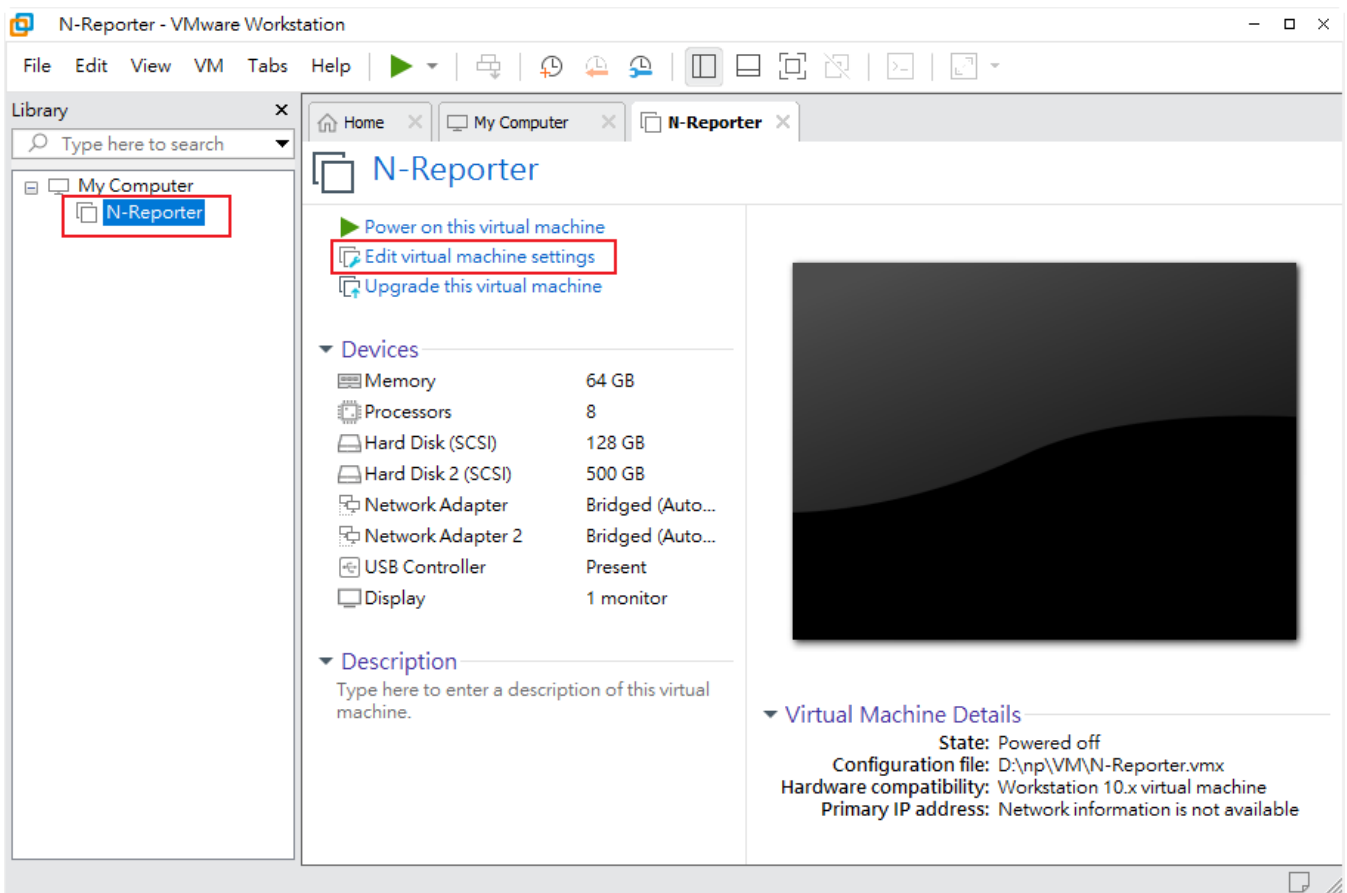 N-Reporter - VMware Workstation
File Edit View VM Tabs Help
Library
Type here to search
My Computer
N-Reporter
Home
My Computer
N-Reporter
N-Reporter
Power on this virtual machine
Edit virtual machine settings
Upgrade this virtual machine
Devices
Memory 64 GB
Processors 8
Hard Disk (SCSI) 128 GB
Hard Disk 2 (SCSI) 500 GB
Network Adapter Bridged (Auto...
Network Adapter 2 Bridged (Auto...
USB Controller Present
Display 1 monitor
Description
Type here to enter a description of this virtual
machine.
Virtual Machine Details
State: Powered off
Configuration file: D:\np\VM\N-Reporter.vmx
Hardware compatibility: Workstation 10.x virtual machine
Primary IP address: Network information is not available